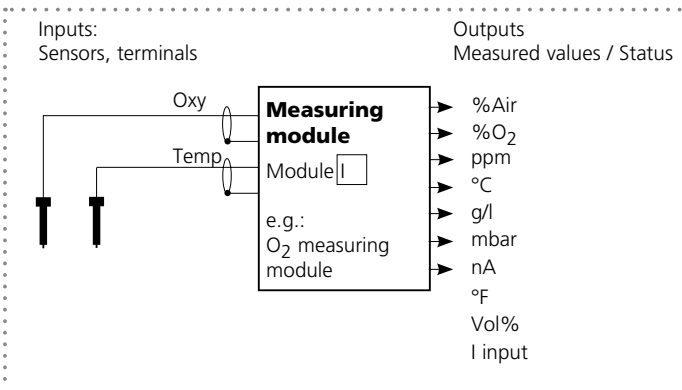 Inputs:
Sensors, terminals
Outputs
Measured values / Status
Oxy
Temp
Measuring
module
Module I
e.g.:
O2 measuring
module
%Air
%O2
ppm
°C
g/l
mbar
nA
°F
Vol%
I input